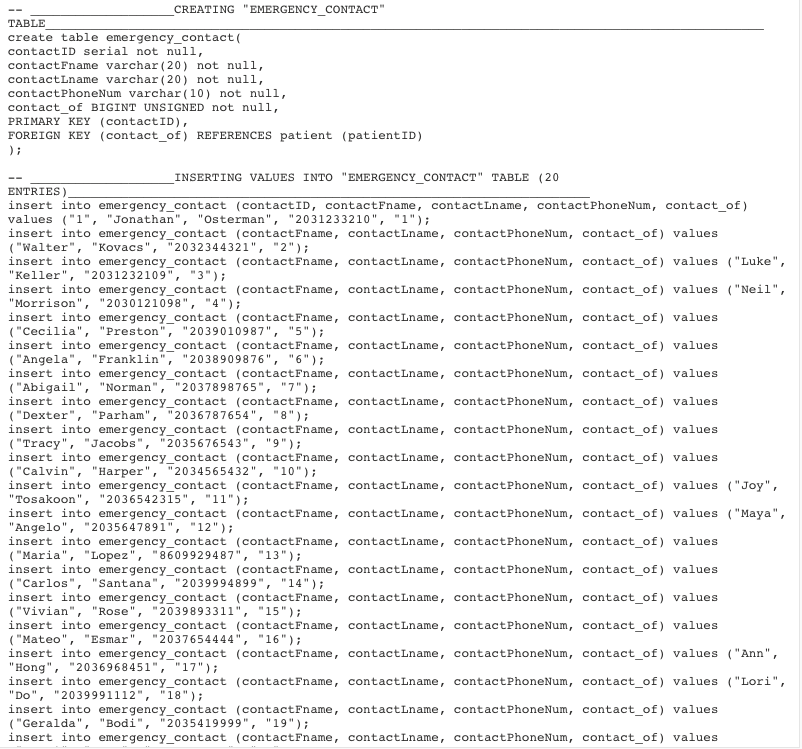 -- ___________________CREATING "EMERGENCY_CONTACT"
TABLE_______________________________________________________________________________________________
create table emergency_contact(
contactID serial not null,
contactFname varchar(20) not null,
contactLname varchar(20) not null,
contactPhoneNum varchar(10) not null,
contact_of BIGINT UNSIGNED not null,
PRIMARY KEY (contactID),
FOREIGN KEY (contact_of) REFERENCES patient (patientID)
);
-- ___________________INSERTING VALUES INTO "EMERGENCY_CONTACT" TABLE (20
ENTRIES)_____________________________________________________________________
insert into emergency_contact (contactID, contactFname, contactLname, contactPhoneNum, contact_of)
values ("1", "Jonathan", "Osterman", "2031233210", "1");
insert into emergency_contact (contactFname, contactLname, contactPhoneNum, contact_of) values
("Walter", "Kovacs", "2032344321", "2");
insert into emergency_contact (contactFname, contactLname, contactPhoneNum, contact_of) values ("Luke",
"Keller", "2031232109", "3");
insert into emergency_contact (contactFname, contactLname, contactPhoneNum, contact_of) values ("Neil",
"Morrison", "2030121098", "4");
insert into emergency_contact (contactFname, contactLname, contactPhoneNum, contact_of) values
("Cecilia", "Preston", "2039010987", "5");
insert into emergency_contact (contactFname, contactLname, contactPhoneNum, contact_of) values
("Angela", "Franklin", "2038909876", "6");
insert into emergency_contact (contactFname, contactLname, contactPhoneNum, contact_of) values
("Abigail", "Norman", "2037898765", "7");
insert into emergency_contact (contactFname, contactLname, contactPhoneNum, contact_of) values
("Dexter", "Parham", "2036787654", "8");
insert into emergency_contact (contactFname, contactLname, contactPhoneNum, contact_of) values
("Tracy", "Jacobs", "2035676543", "9");
insert into emergency_contact (contactFname, contactLname, contactPhoneNum, contact_of) values
("Calvin", "Harper", "2034565432", "10");
insert into emergency_contact (contactFname, contactLname, contactPhoneNum, contact_of) values ("Joy",
"Tosakoon", "2036542315", "11");
insert into emergency_contact (contactFname, contactLname, contactPhoneNum, contact_of) values ("Maya",
"Angelo", "2035647891", "12");
insert into emergency_contact (contactFname, contactLname, contactPhoneNum, contact_of) values
("Maria", "Lopez", "8609929487", "13");
insert into emergency_contact (contactFname, contactLname, contactPhoneNum, contact_of) values
("Carlos", "Santana", "2039994899", "14");
insert into emergency_contact (contactFname, contactLname, contactPhoneNum, contact_of) values
("Vivian", "Rose", "2039893311", "15");
insert into emergency_contact (contactFname, contactLname, contactPhoneNum, contact_of) values
("Mateo", "Esmar", "2037654444", "16");
insert into emergency_contact (contactFname, contactLname, contactPhoneNum, contact_of) values ("Ann",
"Hong", "2036968451", "17");
insert into emergency_contact (contactFname, contactLname, contactPhoneNum, contact_of) values ("Lori",
"Do", "2039991112", "18");
insert into emergency_contact (contactFname, contactLname, contactPhoneNum, contact_of) values
("Geralda", "Bodi", "2035419999", "19");
insert into emergency_contact (contactFname, contactLname, contactPhoneNum, contact_of) values